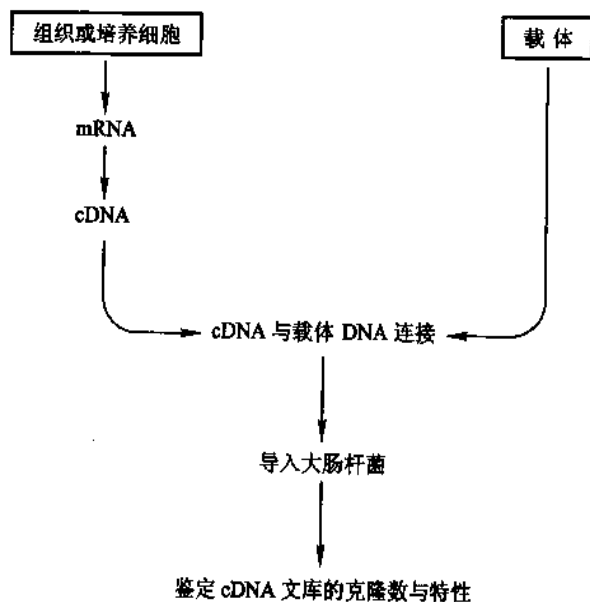 组织或培养细胞
载体
mRNA
cDNA
cDNA 与载体 DNA 连接
导入大肠杆菌
鉴定 cDNA 文库的克隆数与特性